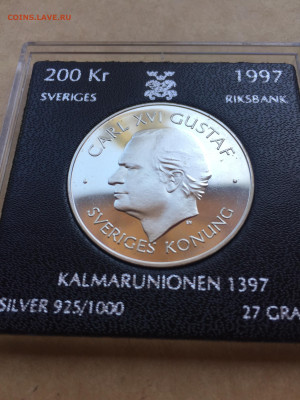 COINS.LAVE.RU
200 Kr 1997
SVERIGES RIKSBANK
CARL XVI GUSTAF
SVERIGES KONUNG
KALMARUNIONEN 1397
SILVER 925/1000 27 GRA